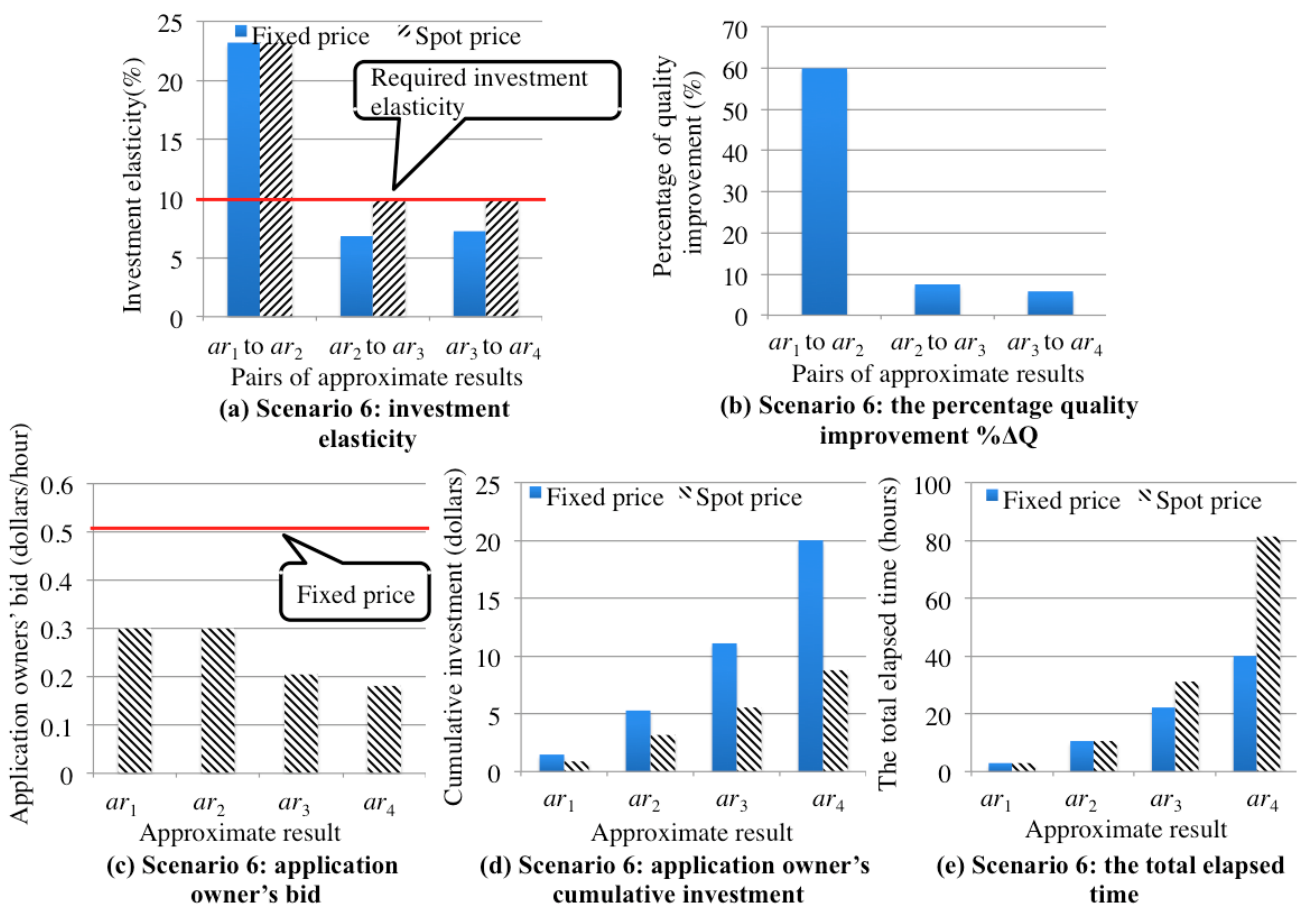 Investment elasticity(%)
25
20
15
10
5
0
Fixed price
Spot price
Required investment
elasticity
ar1 to ar2
ar2 to ar3
ar3 to ar4
Pairs of approximate results
(a) Scenario 6: investment
elasticity
Percentage of quality
improvement (%)
70
60
50
40
30
20
10
0
ar1 to ar2
ar2 to ar3
ar3 to ar4
Pairs of approximate results
(b) Scenario 6: the percentage quality
improvement %ΔQ
Application owners' bid (dollars/hour)
0.6
0.5
0.4
0.3
0.2
0.1
0
Fixed price
ar1
ar2
ar3
ar4
Approximate result
(c) Scenario 6: application
owner's bid
Cumulative investment (dollars)
25
20
15
10
5
0
Fixed price
Spot price
ar1
ar2
ar3
ar4
Approximate result
(d) Scenario 6: application owner's
cumulative investment
The total elapsed time (hours)
100
80
60
40
20
0
Fixed price
Spot price
ar1
ar2
ar3
ar4
Approximate result
(e) Scenario 6: the total elapsed
time